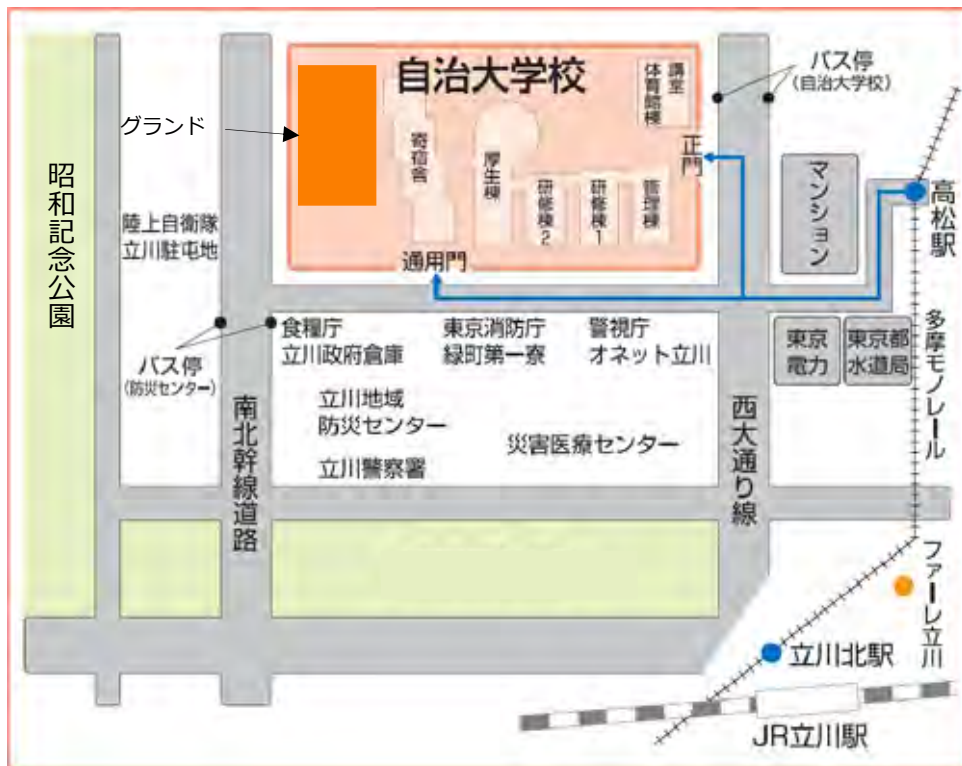 自治大学校
講堂
体育館棟
バス停
(自治大学校)
グランド
寄宿舎
厚生棟
研修棟2
研修棟1
管理棟
正門
マンション
高松駅
昭和記念公園
陸上自衛隊
立川駐屯地
通用門
食糧庁
立川政府倉庫
東京消防庁
緑町第一寮
警視庁
オネット立川
東京
電力
東京都
水道局
多摩モノレール
バス停
(防災センター)
南北幹線道路
立川地域
防災センター
災害医療センター
立川警察署
西大通り線
ファーレ立川
立川北駅
JR立川駅